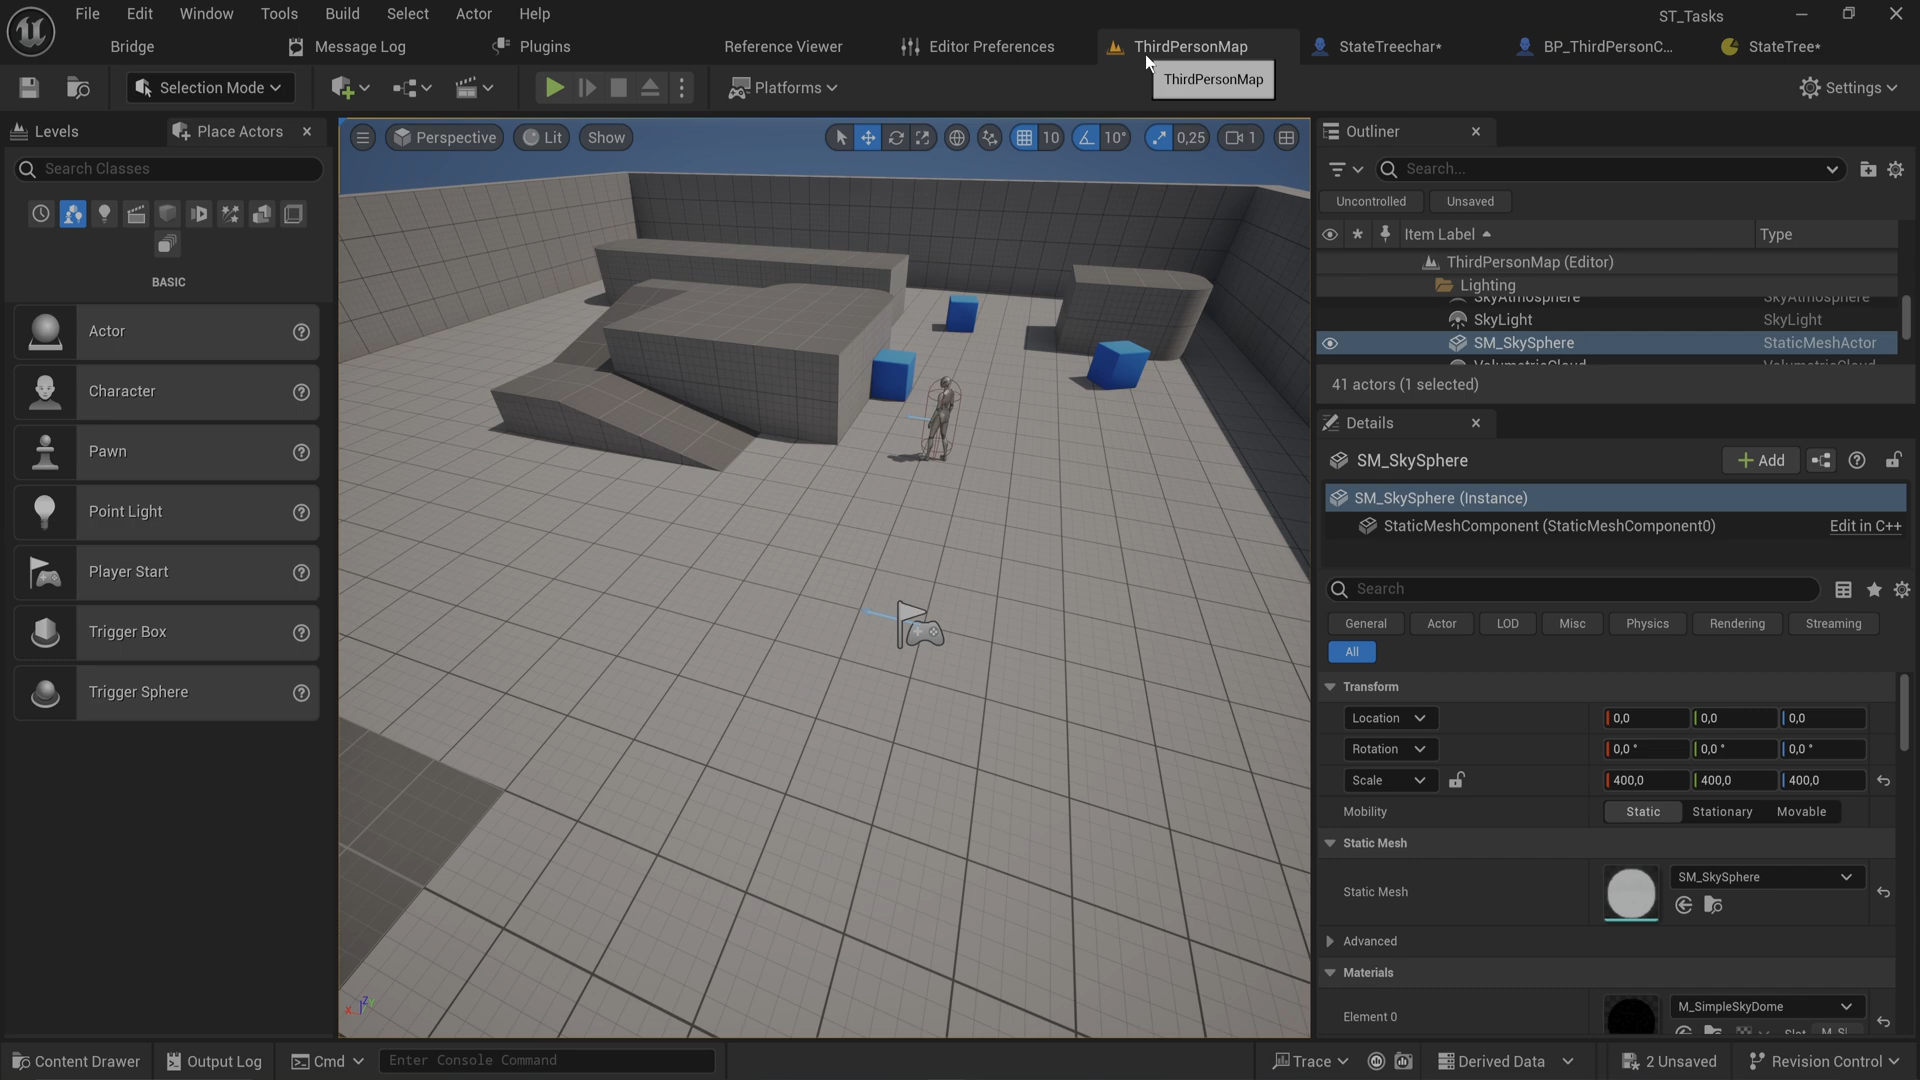 File Edit Window Tools Build Select Actor Help
ST_Tasks
Bridge
Message Log
Plugins
Reference Viewer
Editor Preferences
ThirdPersonMap
StateTreechar*
BP_ThirdPersonC...
StateTree*
Selection Mode
Platforms
ThirdPersonMap
Settings
Levels
Place Actors
Search Classes
BASIC
Actor
Character
Pawn
Point Light
Player Start
Trigger Box
Trigger Sphere
Perspective
Lit
Show
10
10°
0,25
1
X
Z
Outliner
Search...
Uncontrolled
Unsaved
Item Label
Type
ThirdPersonMap (Editor)
Lighting
SkyAtmosphere SkyAtmosphere
SkyLight SkyLight
SM_SkySphere StaticMeshActor
VolumetricCloud VolumetricCloud
41 actors (1 selected)
Details
SM_SkySphere
Add
SM_SkySphere (Instance)
StaticMeshComponent (StaticMeshComponent0)
Edit in C++
Search
General Actor LOD Misc Physics Rendering Streaming
All
Transform
Location 0,0 0,0 0,0
Rotation 0,0 ° 0,0 ° 0,0 °
Scale 400,0 400,0 400,0
Mobility Static Stationary Movable
Static Mesh
Static Mesh SM_SkySphere
Advanced
Materials
Element 0 M_SimpleSkyDome
Slot M_Si
Content Drawer
Output Log
Cmd
Enter Console Command
Trace
Derived Data
2 Unsaved
Revision Control